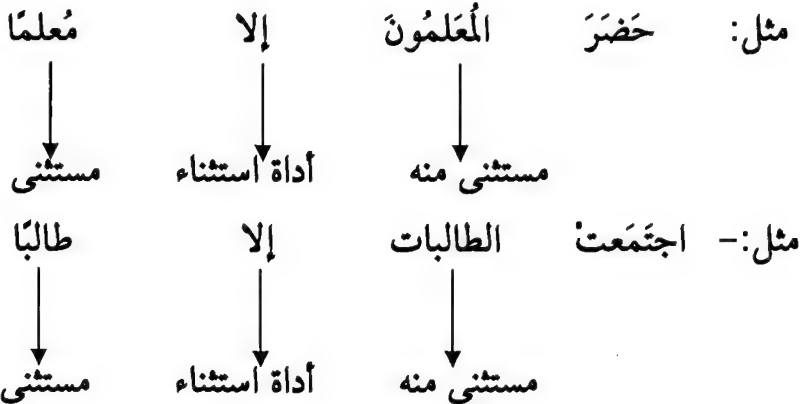 مثل: حَضَرَ المُعَلمُونَ إلا مُعلمًا
مستثنى منه أداة استثناء مستثنى
مثل:- اجتَمَعتْ الطالبات إلا طالبًا
مستثنى منه أداة استثناء مستثنى